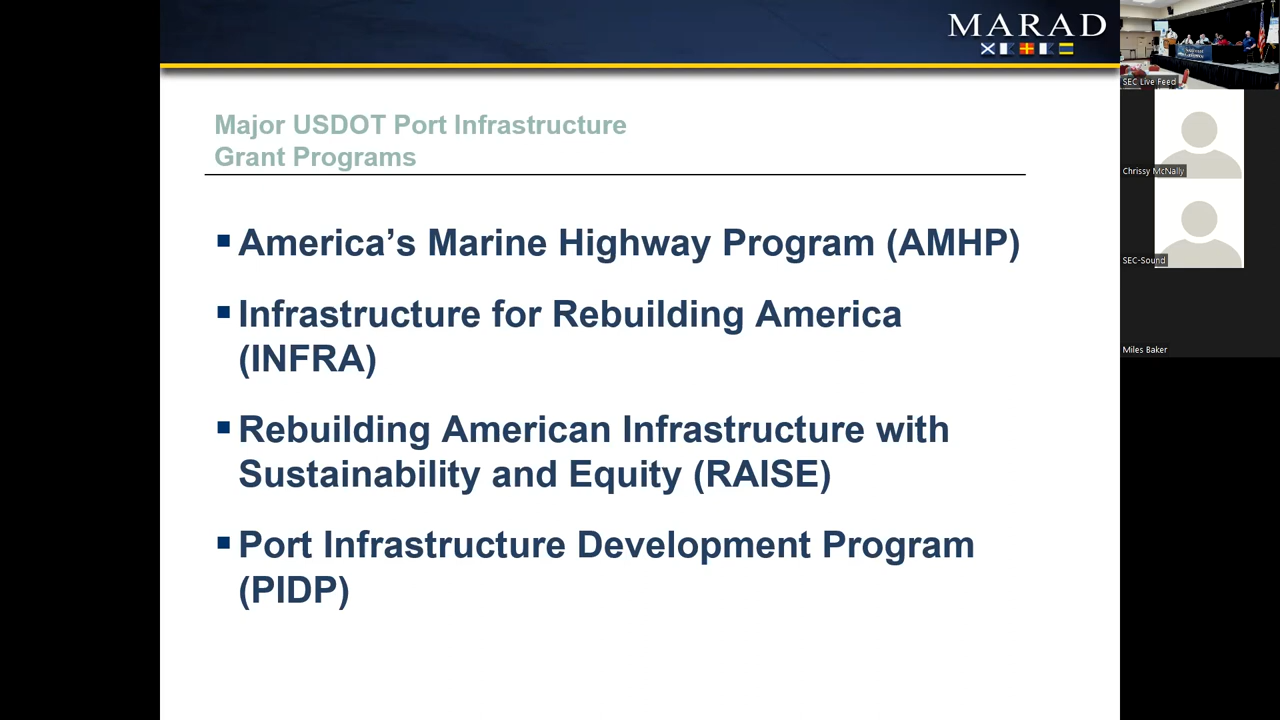 MARAD
Major USDOT Port Infrastructure
Grant Programs
▪ America’s Marine Highway Program (AMHP)
▪ Infrastructure for Rebuilding America
(INFRA)
▪ Rebuilding American Infrastructure with
Sustainability and Equity (RAISE)
▪ Port Infrastructure Development Program
(PIDP)
SEC Live Feed
Chrissy McNally
SEC-Sound
Miles Baker